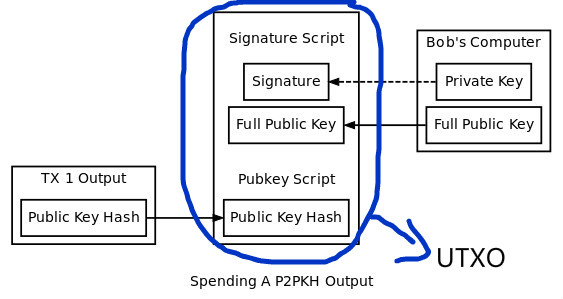 Signature Script
Bob's Computer
Signature
Private Key
Full Public Key
Full Public Key
TX 1 Output
Pubkey Script
Public Key Hash
Public Key Hash
UTXO
Spending A P2PKH Output